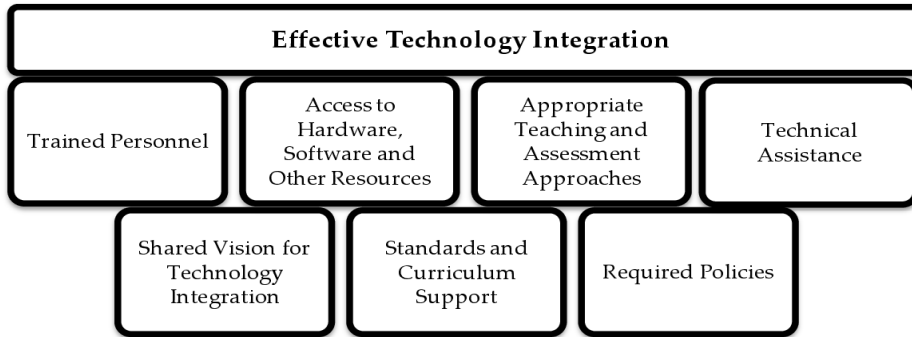 Effective Technology Integration
Trained Personnel
Access to
Hardware,
Software and
Other Resources
Appropriate
Teaching and
Assessment
Approaches
Technical
Assistance
Shared Vision for
Technology
Integration
Standards and
Curriculum
Support
Required Policies